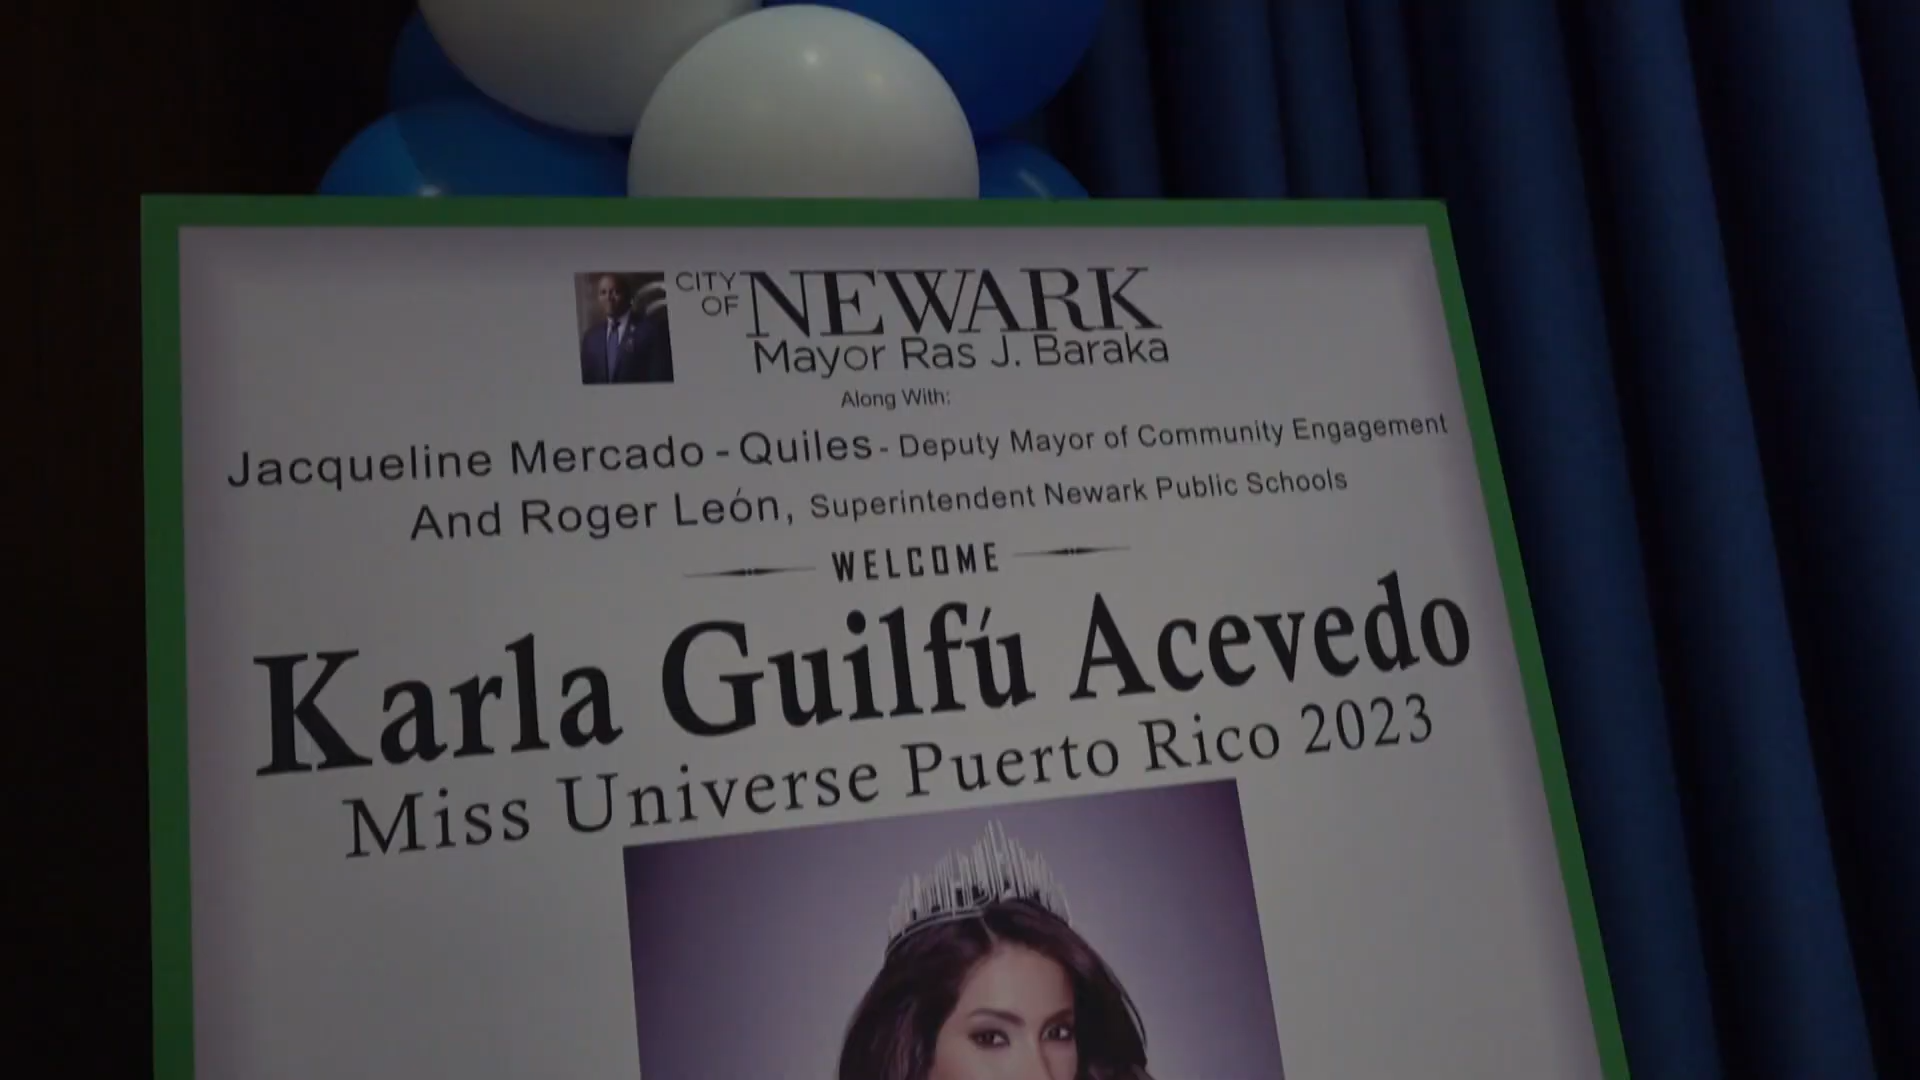 CITY OF NEWARK
Mayor Ras J. Baraka
Along With:
Jacqueline Mercado - Quiles - Deputy Mayor of Community Engagement
And Roger León, Superintendent Newark Public Schools
WELCOME
Karla Guilfú Acevedo
Miss Universe Puerto Rico 2023